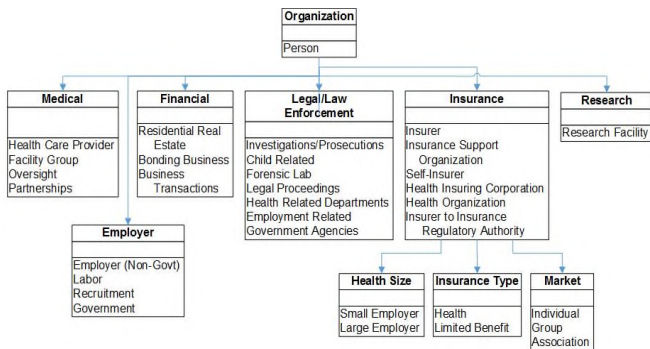 Organization
Person
Medical
Health Care Provider
Facility Group
Oversight
Partnerships
Financial
Residential Real
Estate
Bonding Business
Business
Transactions
Legal/Law
Enforcement
Investigations/Prosecutions
Child Related
Forensic Lab
Legal Proceedings
Health Related Departments
Employment Related
Government Agencies
Insurance
Insurer
Insurance Support
Organization
Self-Insurer
Health Insuring Corporation
Health Organization
Insurer to Insurance
Regulatory Authority
Research
Research Facility
Employer
Employer (Non-Govt)
Labor
Recruitment
Government
Health Size
Small Employer
Large Employer
Insurance Type
Health
Limited Benefit
Market
Individual
Group
Association